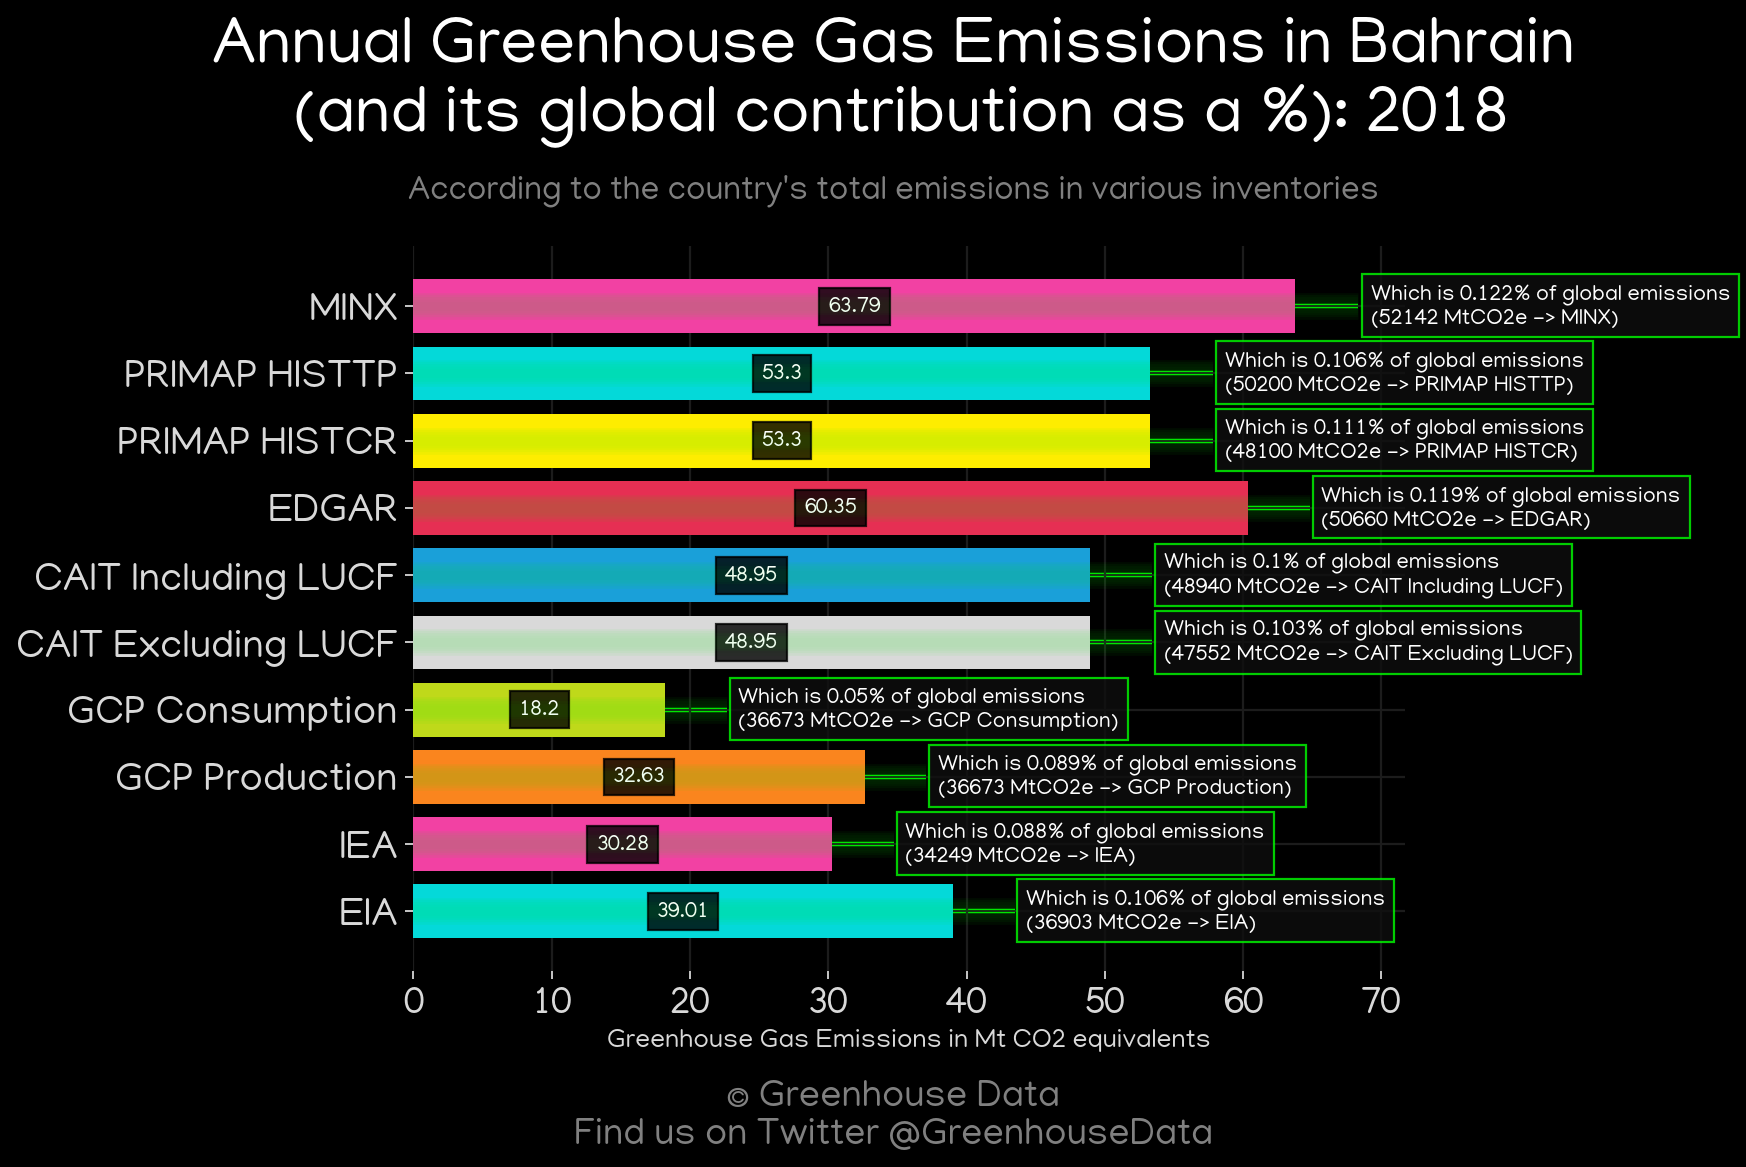 Annual Greenhouse Gas Emissions in Bahrain
(and its global contribution as a %): 2018
According to the country's total emissions in various inventories
MINX
63.79
Which is 0.122% of global emissions
(52142 MtCO2e -> MINX)
PRIMAP HISTTP
53.3
Which is 0.106% of global emissions
(50200 MtCO2e -> PRIMAP HISTTP)
PRIMAP HISTCR
53.3
Which is 0.111% of global emissions
(48100 MtCO2e -> PRIMAP HISTCR)
EDGAR
60.35
Which is 0.119% of global emissions
(50660 MtCO2e -> EDGAR)
CAIT Including LUCF
48.95
Which is 0.1% of global emissions
(48940 MtCO2e -> CAIT Including LUCF)
CAIT Excluding LUCF
48.95
Which is 0.103% of global emissions
(47552 MtCO2e -> CAIT Excluding LUCF)
GCP Consumption
18.2
Which is 0.05% of global emissions
(36673 MtCO2e -> GCP Consumption)
GCP Production
32.63
Which is 0.089% of global emissions
(36673 MtCO2e -> GCP Production)
IEA
30.28
Which is 0.088% of global emissions
(34249 MtCO2e -> IEA)
EIA
39.01
Which is 0.106% of global emissions
(36903 MtCO2e -> EIA)
0 10 20 30 40 50 60 70
Greenhouse Gas Emissions in Mt CO2 equivalents
© Greenhouse Data
Find us on Twitter @GreenhouseData